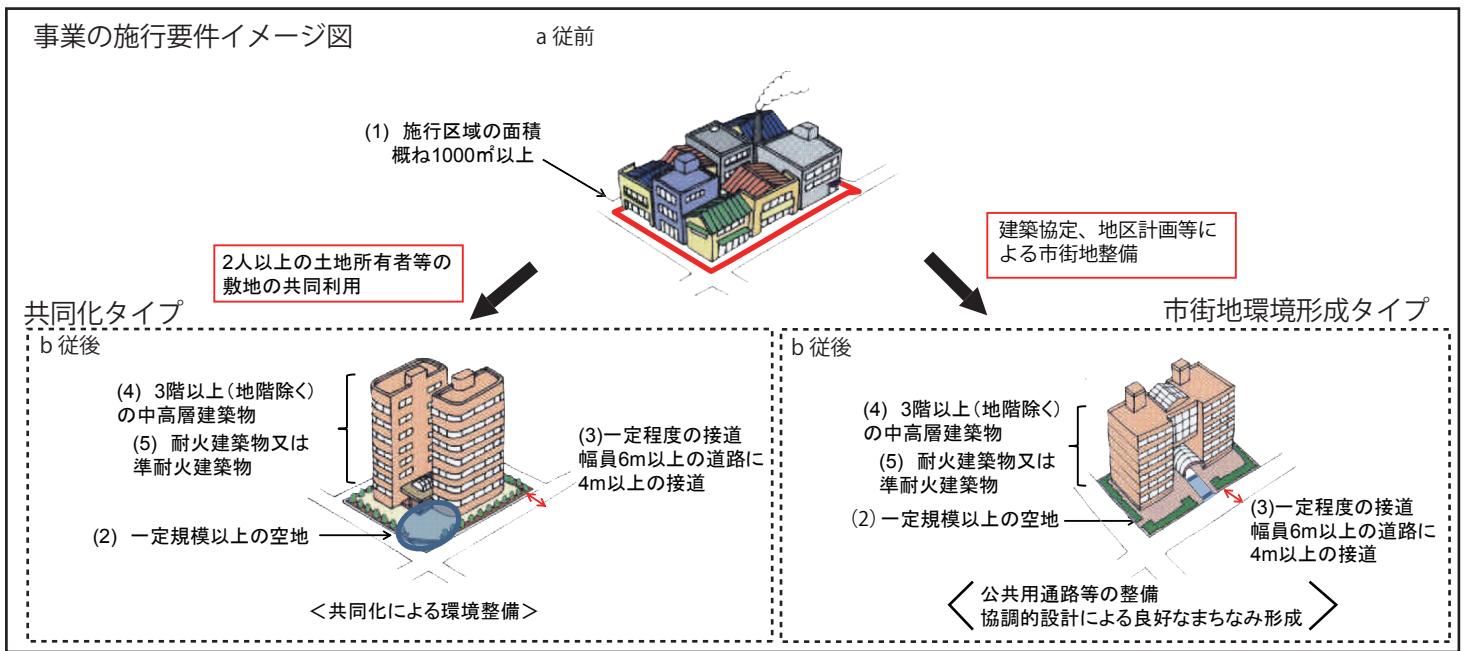 事業の施行要件イメージ図
a 従前
(1) 施行区域の面積
概ね1000㎡以上
2人以上の土地所有者等の
敷地の共同利用
建築協定、地区計画等に
よる市街地整備
共同化タイプ
b 従後
(4) 3階以上(地階除く)
の中高層建築物
(5) 耐火建築物又は
準耐火建築物
(3)一定程度の接道
幅員6m以上の道路に
4m以上の接道
(2) 一定規模以上の空地
<共同化による環境整備>
市街地環境形成タイプ
b 従後
(4) 3階以上(地階除く)
の中高層建築物
(5) 耐火建築物又は
準耐火建築物
(2)一定規模以上の空地
(3)一定程度の接道
幅員6m以上の道路に
4m以上の接道
公共用通路等の整備
協調的設計による良好なまちなみ形成